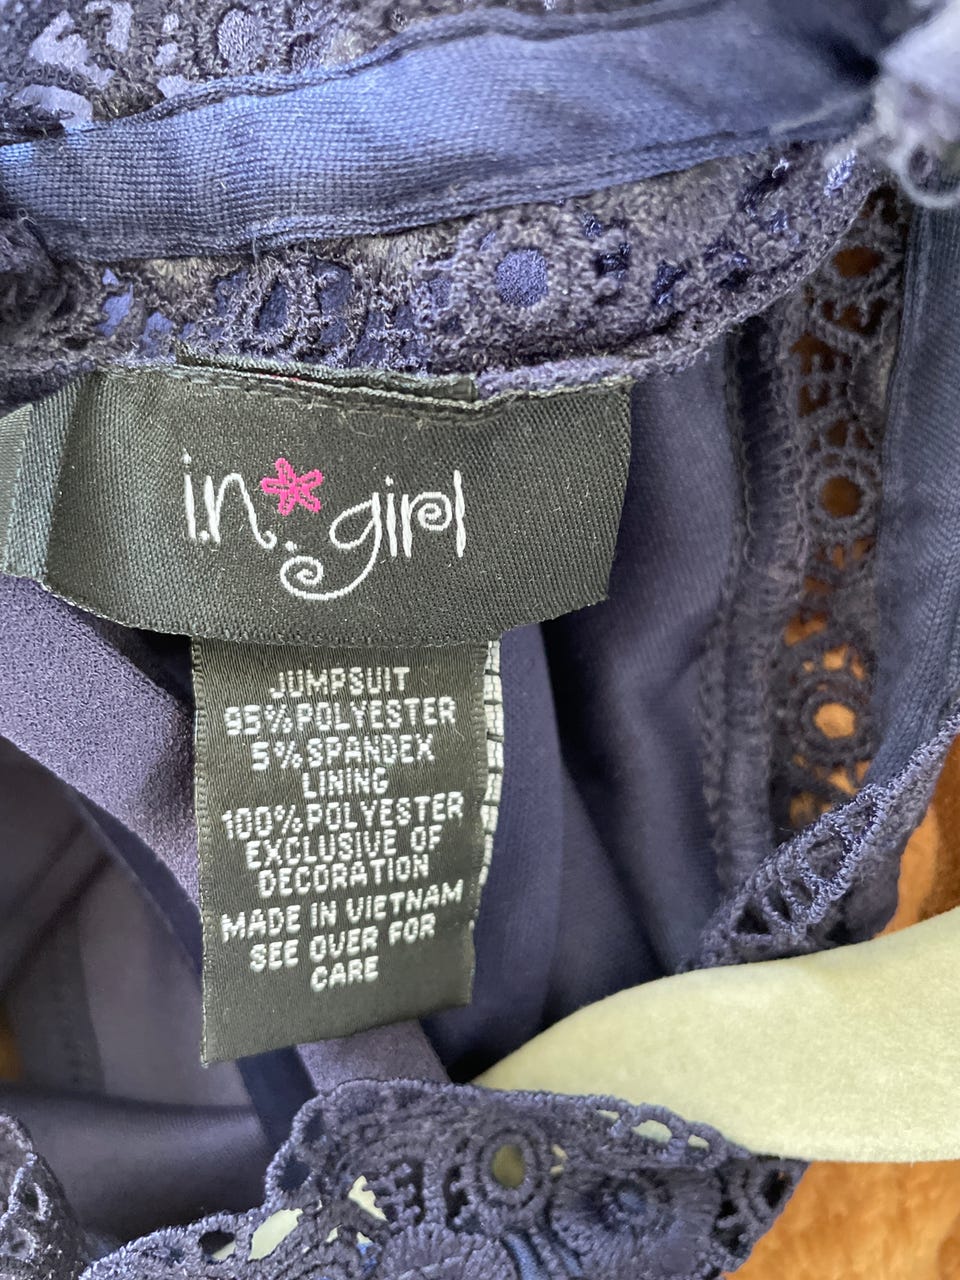 i.n. girl
JUMPSUIT
95%POLYESTER
5%SPANDEX
LINING
100%POLYESTER
EXCLUSIVE OF
DECORATION
MADE IN VIETNAM
SEE OVER FOR
CARE